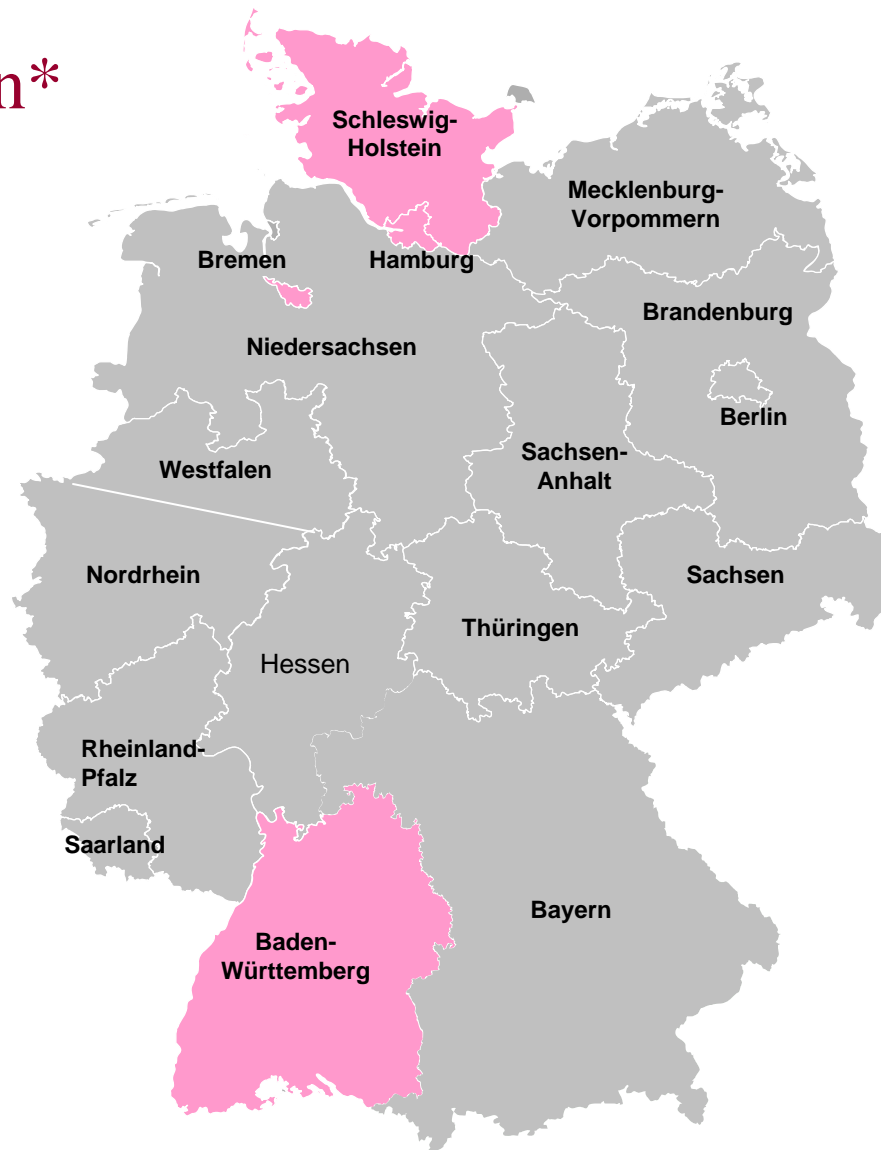 n*
Schleswig-
Holstein
Mecklenburg-
Vorpommern
Bremen
Hamburg
Brandenburg
Niedersachsen
Berlin
Westfalen
Sachsen-
Anhalt
Nordrhein
Sachsen
Thüringen
Hessen
Rheinland-
Pfalz
Saarland
Bayern
Baden-
Württemberg